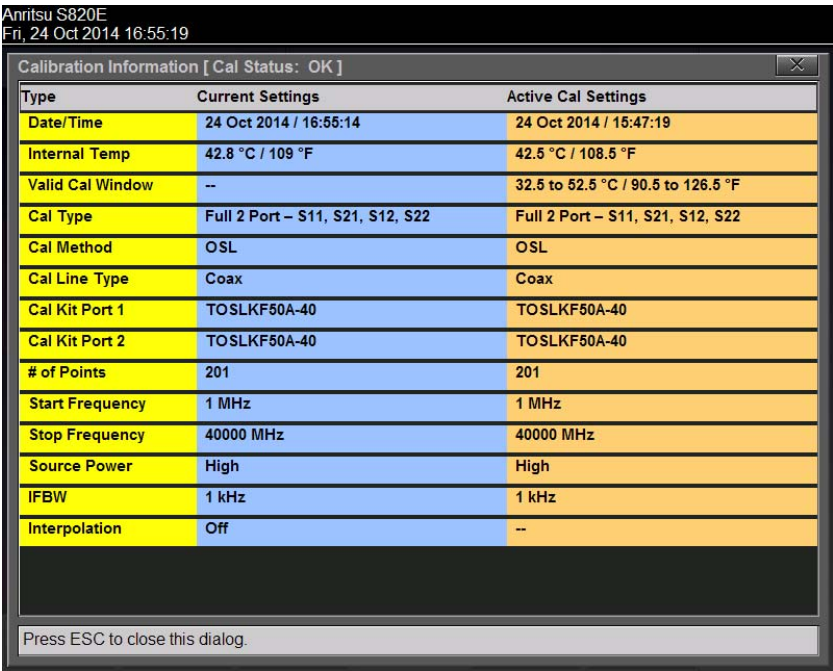 Anritsu S820E
Fri, 24 Oct 2014 16:55:19
Calibration Information [ Cal Status: OK ]
Type Current Settings Active Cal Settings
Date/Time 24 Oct 2014 / 16:55:14 24 Oct 2014 / 15:47:19
Internal Temp 42.8 °C / 109 °F 42.5 °C / 108.5 °F
Valid Cal Window -- 32.5 to 52.5 °C / 90.5 to 126.5 °F
Cal Type Full 2 Port – S11, S21, S12, S22 Full 2 Port – S11, S21, S12, S22
Cal Method OSL OSL
Cal Line Type Coax Coax
Cal Kit Port 1 TOSLKF50A-40 TOSLKF50A-40
Cal Kit Port 2 TOSLKF50A-40 TOSLKF50A-40
# of Points 201 201
Start Frequency 1 MHz 1 MHz
Stop Frequency 40000 MHz 40000 MHz
Source Power High High
IFBW 1 kHz 1 kHz
Interpolation Off --
Press ESC to close this dialog.